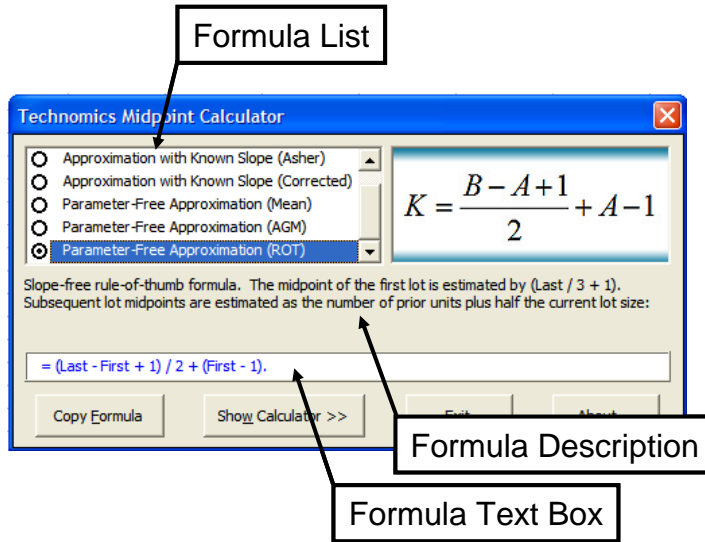 Formula List
Technomics Midpoint Calculator
Approximation with Known Slope (Asher)
Approximation with Known Slope (Corrected)
Parameter-Free Approximation (Mean)
Parameter-Free Approximation (AGM)
Parameter-Free Approximation (ROT)
K = \frac{B - A + 1}{2} + A - 1
Slope-free rule-of-thumb formula. The midpoint of the first lot is estimated by (Last / 3 + 1).
Subsequent lot midpoints are estimated as the number of prior units plus half the current lot size:
= (Last - First + 1) / 2 + (First - 1).
Copy Formula
Show Calculator >>
Formula Description
Formula Text Box